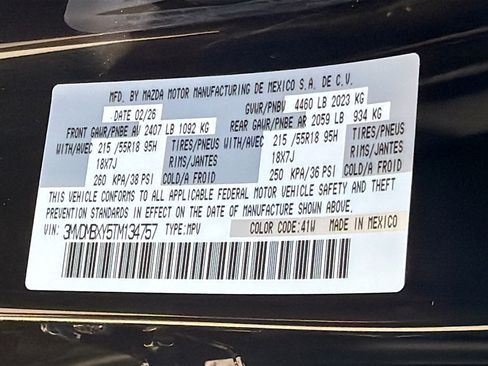 MFD. BY MAZDA MOTOR MANUFACTURING DE MEXICO S.A. DE C.V.
DATE 02/26 GVWR/PNBV 4460 LB 2023 KG
FRONT GAWR/PNBE AV 2407 LB 1092 KG REAR GAWR/PNBE AR 2059 LB 934 KG
WITH/AVEC 215 /55R18 95H TIRES/PNEUS WITH/AVEC 215 /55R18 95H TIRES/PNEUS
18X7J RIMS/JANTES 18X7J RIMS/JANTES
260 KPA/38 PSI COLD/A FROID 250 KPA/36 PSI COLD/A FROID
THIS VEHICLE CONFORMS TO ALL APPLICABLE FEDERAL MOTOR VEHICLE SAFETY AND THEFT
PREVENTION STANDARDS IN EFFECT ON THE DATE OF MANUFACTURE SHOWN ABOVE.
VIN: 3MVDMBXY5TM134757 TYPE:MPV COLOR CODE:41W MADE IN MEXICO